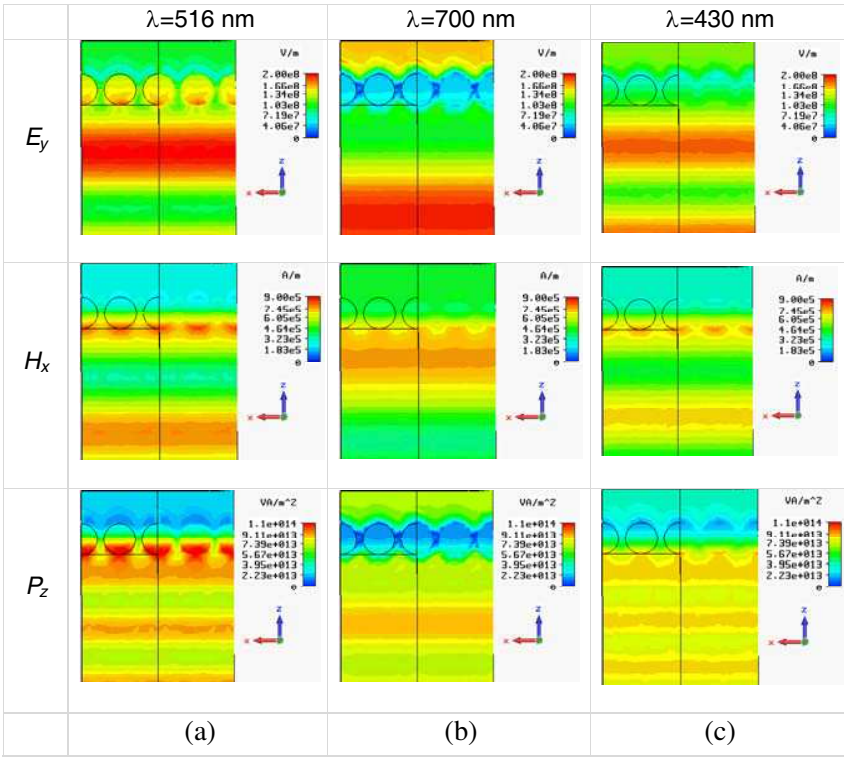 λ=516 nm λ=700 nm λ=430 nm
E_y
V/m
2.00e8
1.66e8
1.34e8
1.03e8
7.19e7
4.06e7
0
z
x
V/m
2.00e8
1.66e8
1.34e8
1.03e8
7.19e7
4.06e7
0
z
x
V/m
2.00e8
1.66e8
1.34e8
1.03e8
7.19e7
4.06e7
0
z
x
H_x
A/m
9.00e5
7.45e5
6.05e5
4.64e5
3.23e5
1.83e5
0
z
x
A/m
9.00e5
7.45e5
6.05e5
4.64e5
3.23e5
1.83e5
0
z
x
A/m
9.00e5
7.45e5
6.05e5
4.64e5
3.23e5
1.83e5
0
z
x
P_z
VA/m^2
1.1e+014
9.11e+013
7.39e+013
5.67e+013
3.95e+013
2.23e+013
0
z
x
VA/m^2
1.1e+014
9.11e+013
7.39e+013
5.67e+013
3.95e+013
2.23e+013
0
z
x
VA/m^2
1.1e+014
9.11e+013
7.39e+013
5.67e+013
3.95e+013
2.23e+013
0
z
x
(a) (b) (c)